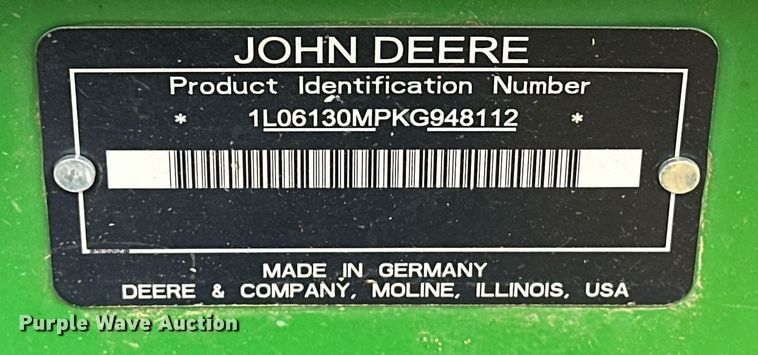 JOHN DEERE
Product Identification Number
* 1L06130MPKG948112 *
MADE IN GERMANY
DEERE & COMPANY, MOLINE, ILLINOIS, USA
Purple Wave Auction